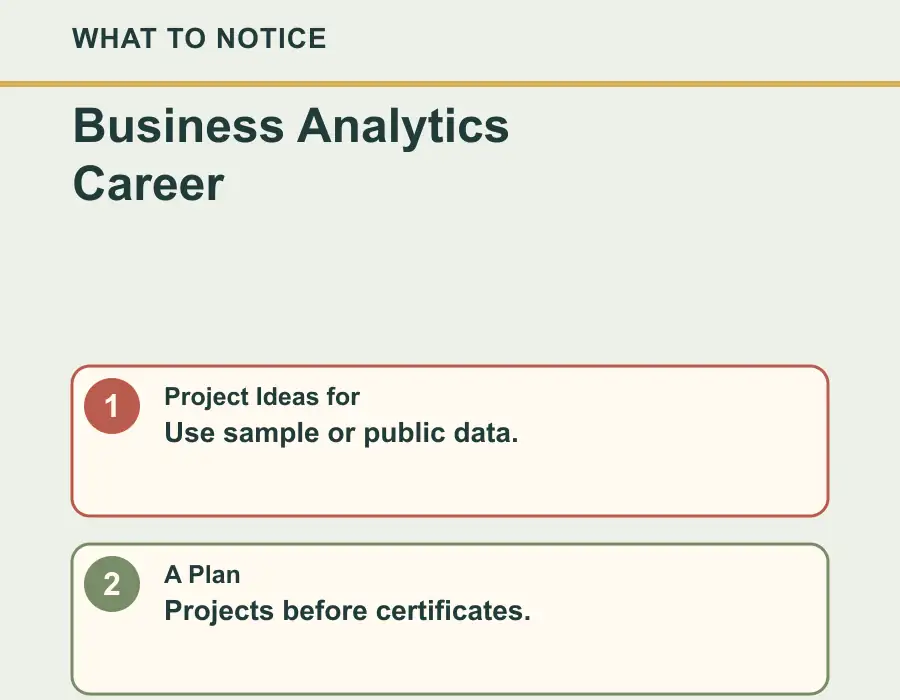 WHAT TO NOTICE
Business Analytics
Career
1
Project Ideas for
Use sample or public data.
2
A Plan
Projects before certificates.